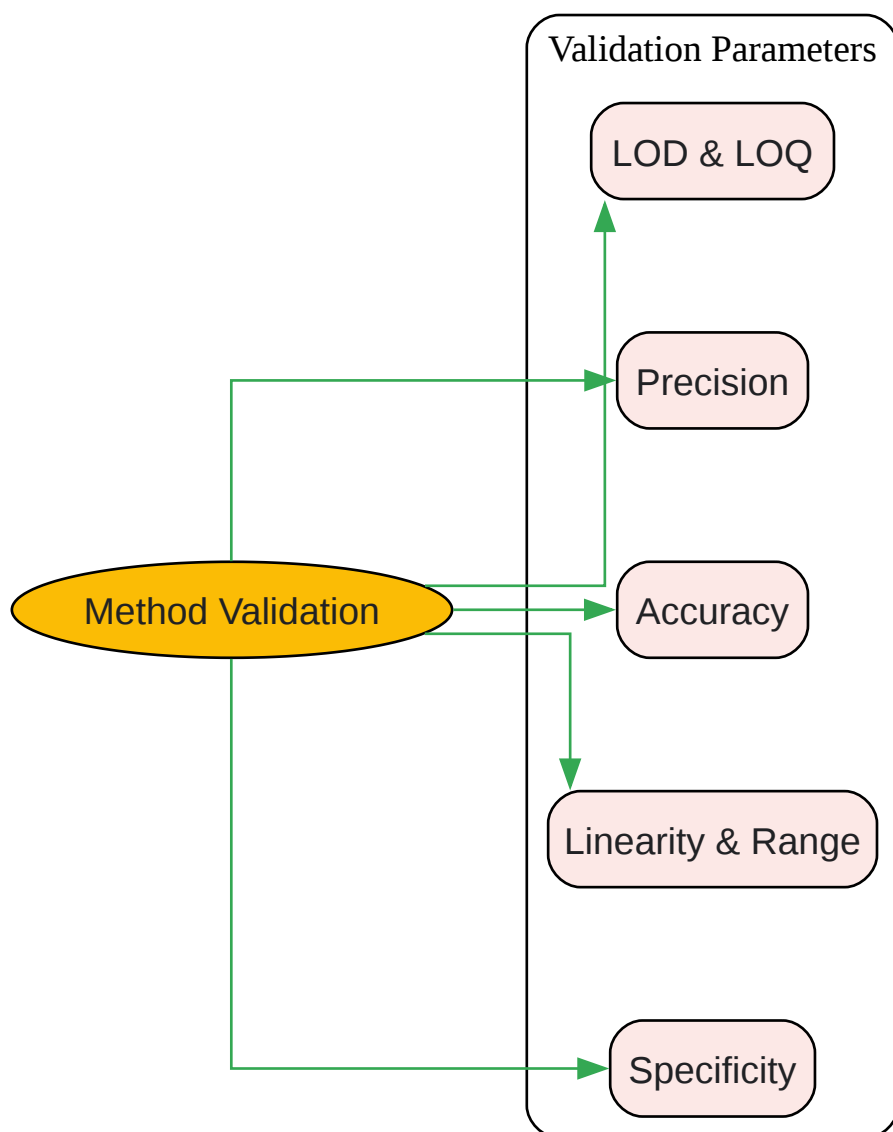 Validation Parameters
LOD & LOQ
Precision
Method Validation
Accuracy
Linearity & Range
Specificity